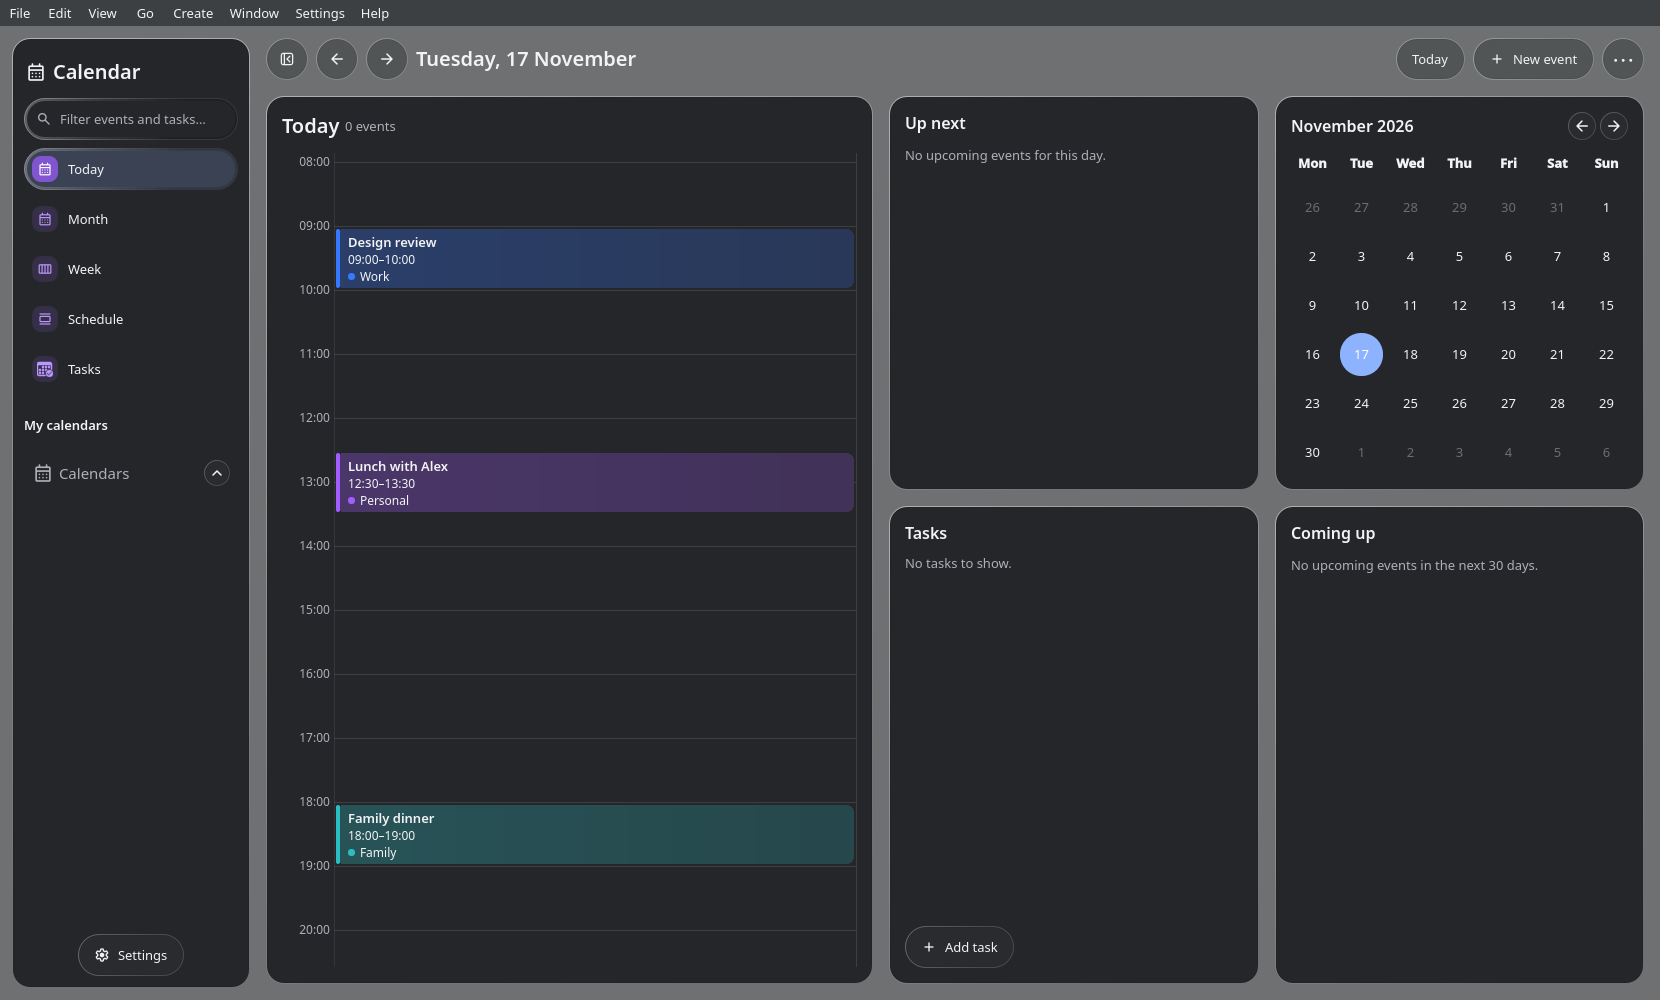 File Edit View Go Create Window Settings Help
Calendar
Filter events and tasks...
Today
Month
Week
Schedule
Tasks
My calendars
Calendars
Settings
Tuesday, 17 November
Today
New event
Today 0 events
08:00
09:00
Design review
09:00–10:00
Work
10:00
11:00
12:00
Lunch with Alex
12:30–13:30
Personal
13:00
14:00
15:00
16:00
17:00
18:00
Family dinner
18:00–19:00
Family
19:00
20:00
Up next
No upcoming events for this day.
November 2026
Mon Tue Wed Thu Fri Sat Sun
26 27 28 29 30 31 1
2 3 4 5 6 7 8
9 10 11 12 13 14 15
16 17 18 19 20 21 22
23 24 25 26 27 28 29
30 1 2 3 4 5 6
Tasks
No tasks to show.
Add task
Coming up
No upcoming events in the next 30 days.